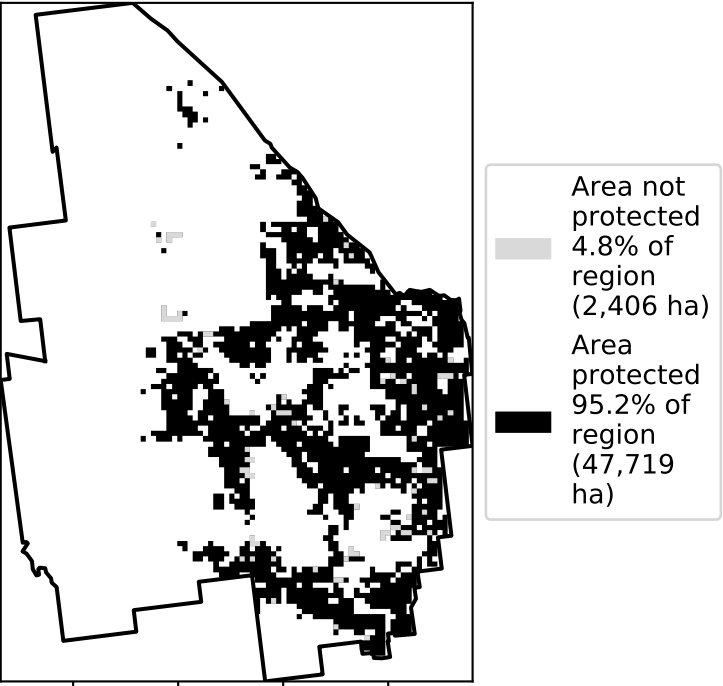 Area not
protected
4.8% of
region
(2,406 ha)
Area
protected
95.2% of
region
(47,719
ha)